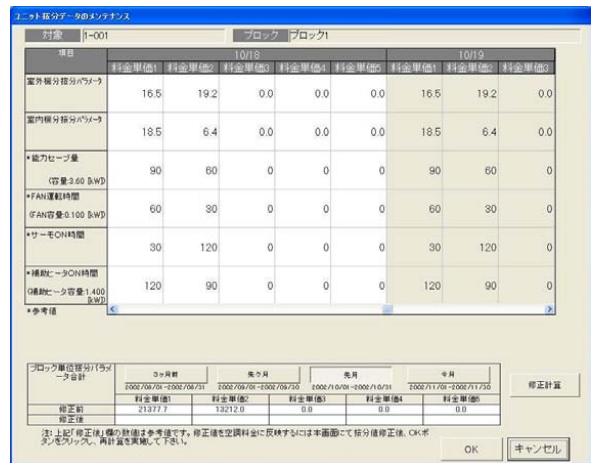 ユニット按分データのメンテナンス
対象 1-001 ブロック ブロック1
項目 10/18 10/19
料金単価1 料金単価2 料金単価3 料金単価4 料金単価5 料金単価1 料金単価2 料金単価3
室外機分按分パラメータ 16.5 19.2 0.0 0.0 0.0 16.5 19.2 0.0
室内機分按分パラメータ 18.5 6.4 0.0 0.0 0.0 18.5 6.4 0.0
*能力セーブ量 90 60 0 0 0 90 60 0
(容量:3.60 [kW])
*FAN運転時間 60 30 0 0 0 60 30 0
(FAN容量:0.100 [kW])
*サーモON時間 30 120 0 0 0 30 120 0
*補助ヒータON時間 120 90 0 0 0 120 90 0
(補助ヒータ容量:1.400
[kW])
*参考値
ブロック単位按分パラメ
ータ合計
3ヶ月前 先々月 先月 今月
2002/08/01-2002/08/31 2002/09/01-2002/09/30 2002/10/01-2002/10/31 2002/11/01-2002/11/30
修正計算
料金単価1 料金単価2 料金単価3 料金単価4 料金単価5
修正前 21377.7 13212.0 0.0 0.0 0.0
修正後
注:上記「修正後」欄の数値は参考値です。修正値を空調料金に反映するには本画面にて按分値修正後、OKボ
タンをクリックし、再計算を実施して下さい。
OK キャンセル